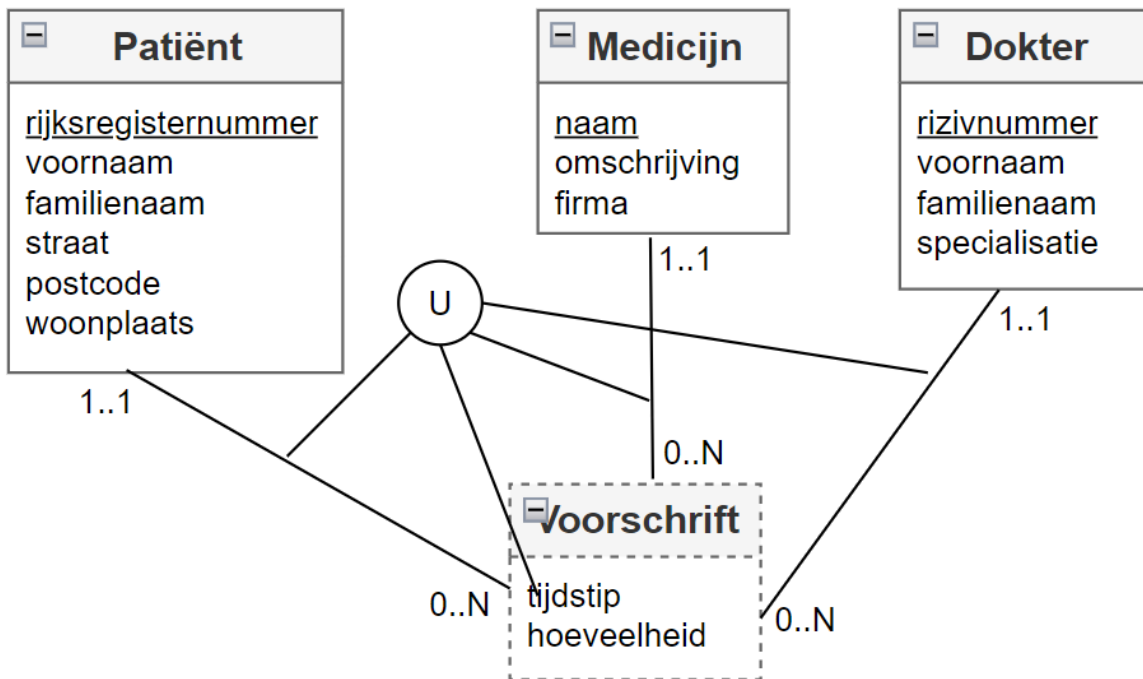 Patiënt
rijksregisternummer
voornaam
familienaam
straat
postcode
woonplaats
1..1
Medicijn
naam
omschrijving
firma
1..1
Dokter
rizivnummer
voornaam
familienaam
specialisatie
1..1
U
0..N
Voorschrift
tijdstip
hoeveelheid
0..N
0..N